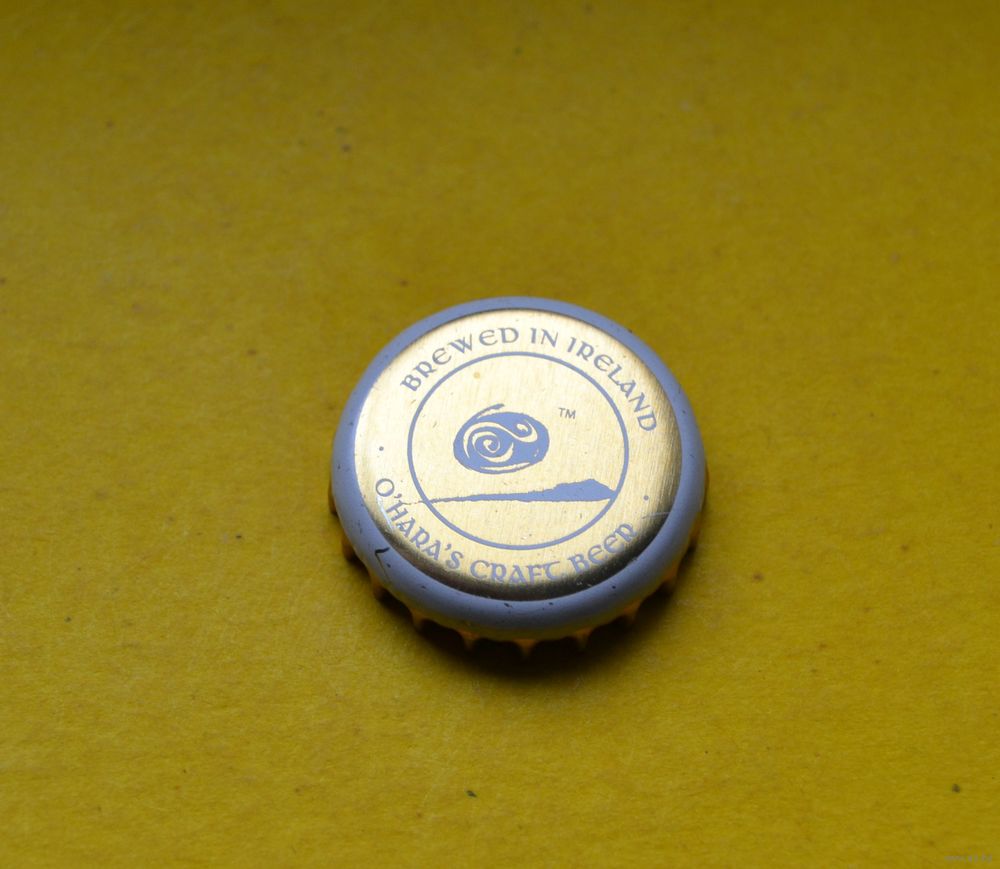 BREWED IN IRELAND
TM
O'HARA'S CRAFT BEER